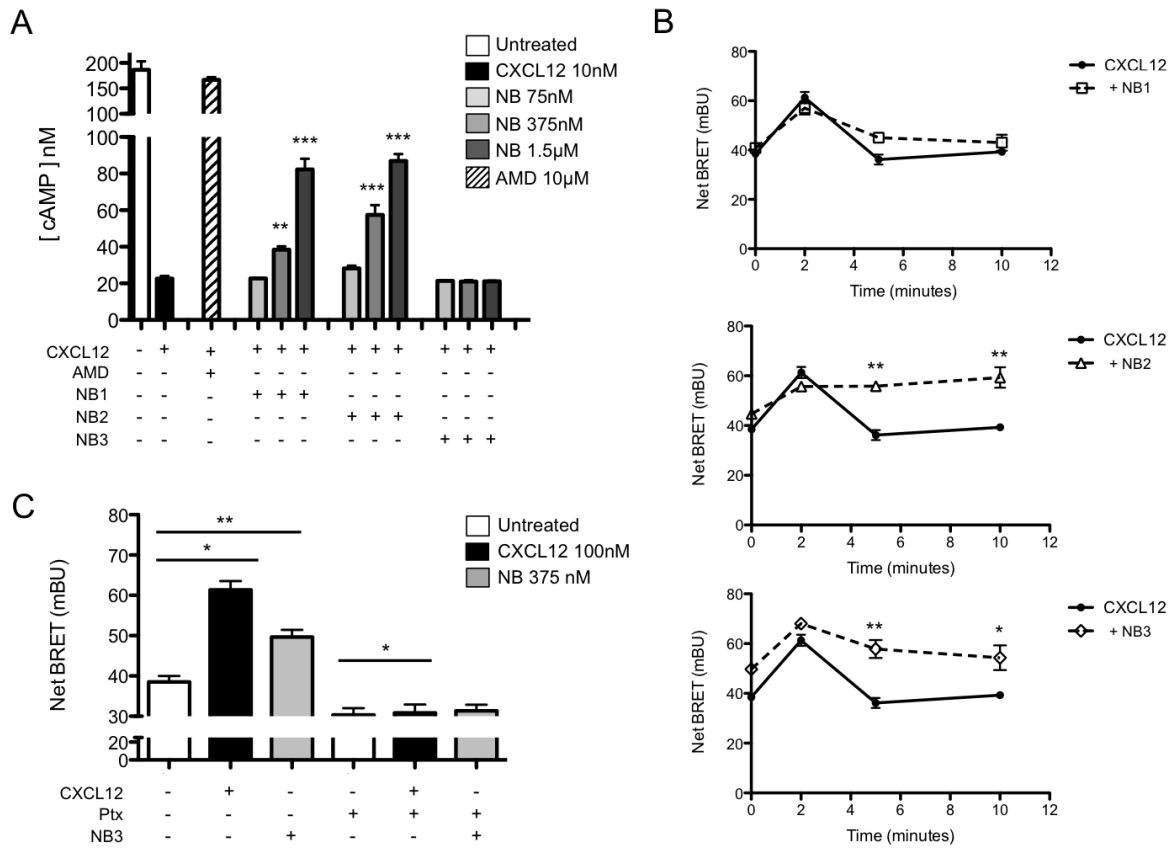 A
[ cAMP ] nM
200
150
100
80
60
40
20
0
** *** *** ***
Untreated
CXCL12 10nM
NB 75nM
NB 375nM
NB 1.5µM
AMD 10µM
CXCL12 - + + + + + + + + + + +
AMD - - + - - - - - - - - -
NB1 - - - + + + - - - - - -
NB2 - - - - - - + + + - - -
NB3 - - - - - - - - - + + +
B
Net BRET (mBU)
80
60
40
0
0 2 4 6 8 10 12
Time (minutes)
CXCL12
+ NB1
Net BRET (mBU)
80
60
40
0
** **
0 2 4 6 8 10 12
Time (minutes)
CXCL12
+ NB2
Net BRET (mBU)
80
60
40
0
** *
0 2 4 6 8 10 12
Time (minutes)
CXCL12
+ NB3
C
Net BRET (mBU)
80
70
60
50
40
30
20
0
**
*
*
Untreated
CXCL12 100nM
NB 375 nM
CXCL12 - + - - + -
Ptx - - - + + +
NB3 - - + - - +